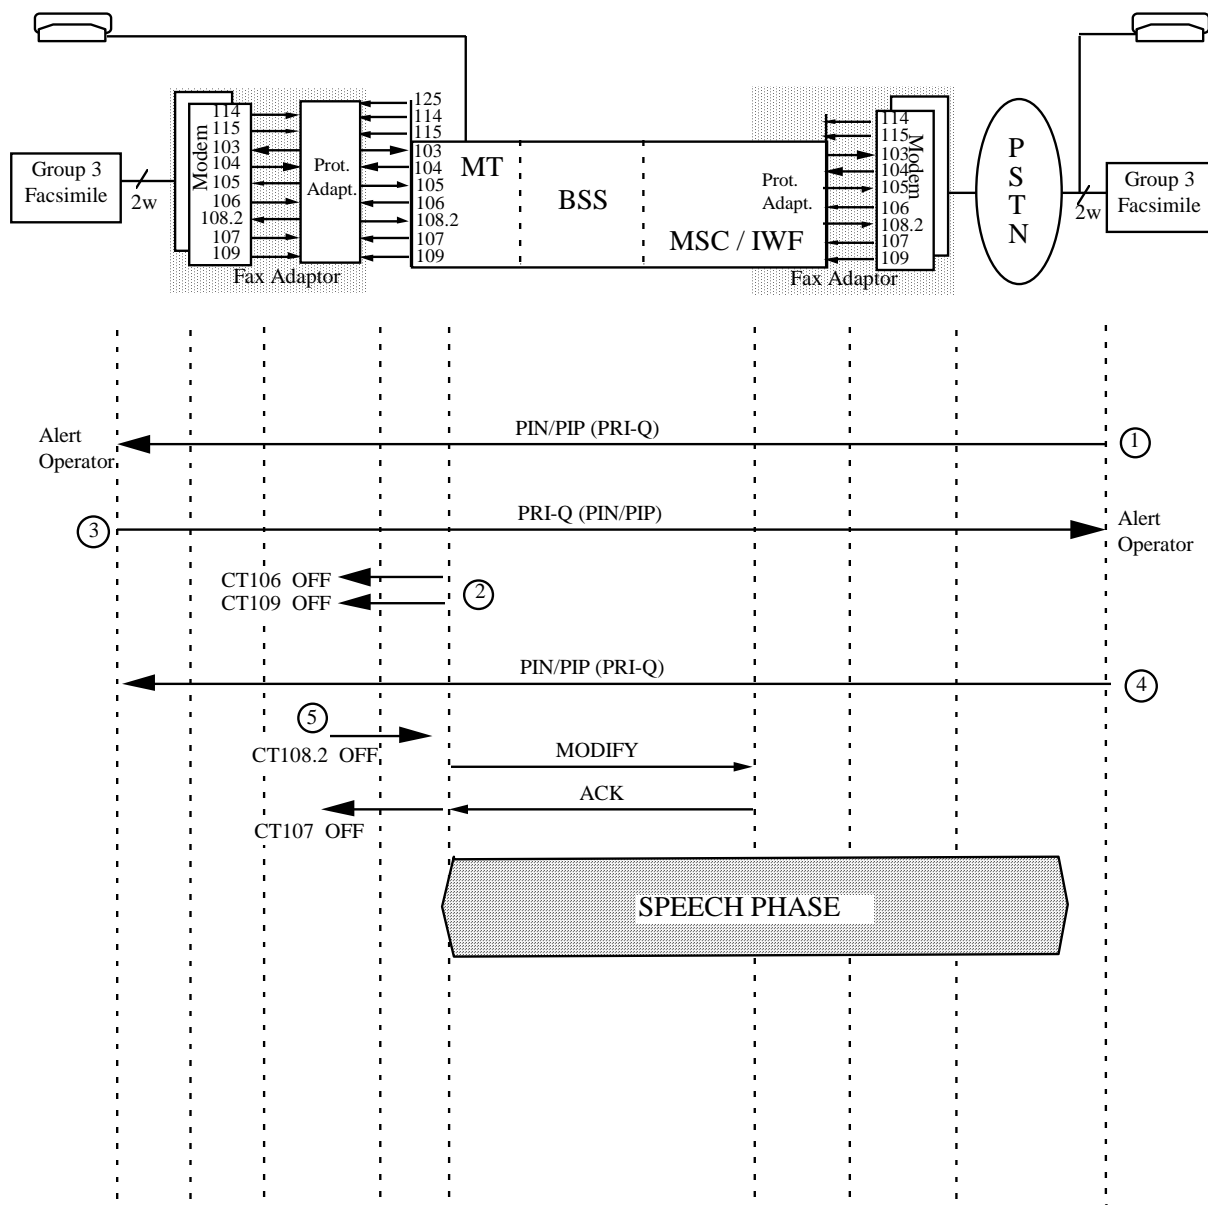 125
114
115
103
104
105
106
108.2
107
109
Modem
Prot.
Adapt.
114
115
103
104
105
106
108.2
107
109
MT
BSS
MSC / IWF
Prot.
Adapt.
114
115
103
104
105
106
108.2
107
109
Modem
P
S
T
N
Group 3
Facsimile
2w
Group 3
Facsimile
2w
Fax Adaptor
Fax Adaptor
Alert
Operator
PIN/PIP (PRI-Q)
1
3
PRI-Q (PIN/PIP)
Alert
Operator
CT106 OFF
CT109 OFF
2
PIN/PIP (PRI-Q)
4
5
CT108.2 OFF
MODIFY
ACK
CT107 OFF
SPEECH PHASE